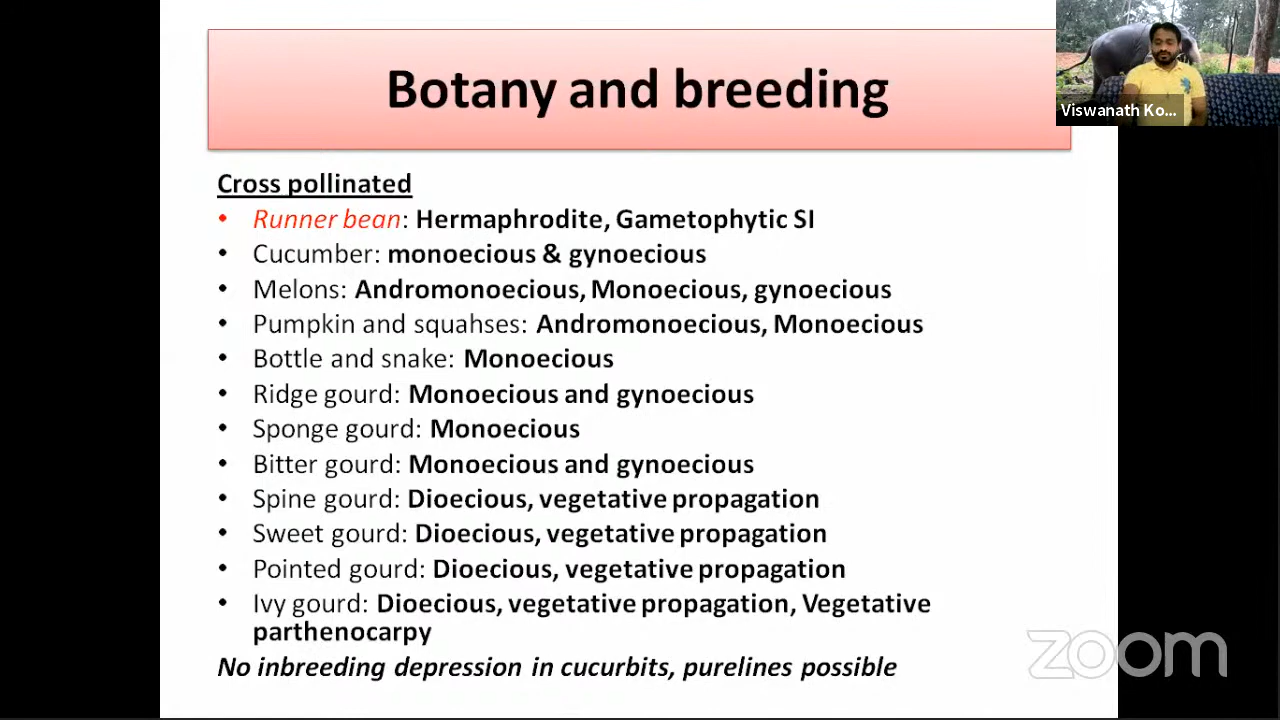 Botany and breeding
Viswanath Ko...
Cross pollinated
• Runner bean: Hermaphrodite, Gametophytic SI
• Cucumber: monoecious & gynoecious
• Melons: Andromonoecious, Monoecious, gynoecious
• Pumpkin and squahses: Andromonoecious, Monoecious
• Bottle and snake: Monoecious
• Ridge gourd: Monoecious and gynoecious
• Sponge gourd: Monoecious
• Bitter gourd: Monoecious and gynoecious
• Spine gourd: Dioecious, vegetative propagation
• Sweet gourd: Dioecious, vegetative propagation
• Pointed gourd: Dioecious, vegetative propagation
• Ivy gourd: Dioecious, vegetative propagation, Vegetative
parthenocarpy
No inbreeding depression in cucurbits, purelines possible
zoom